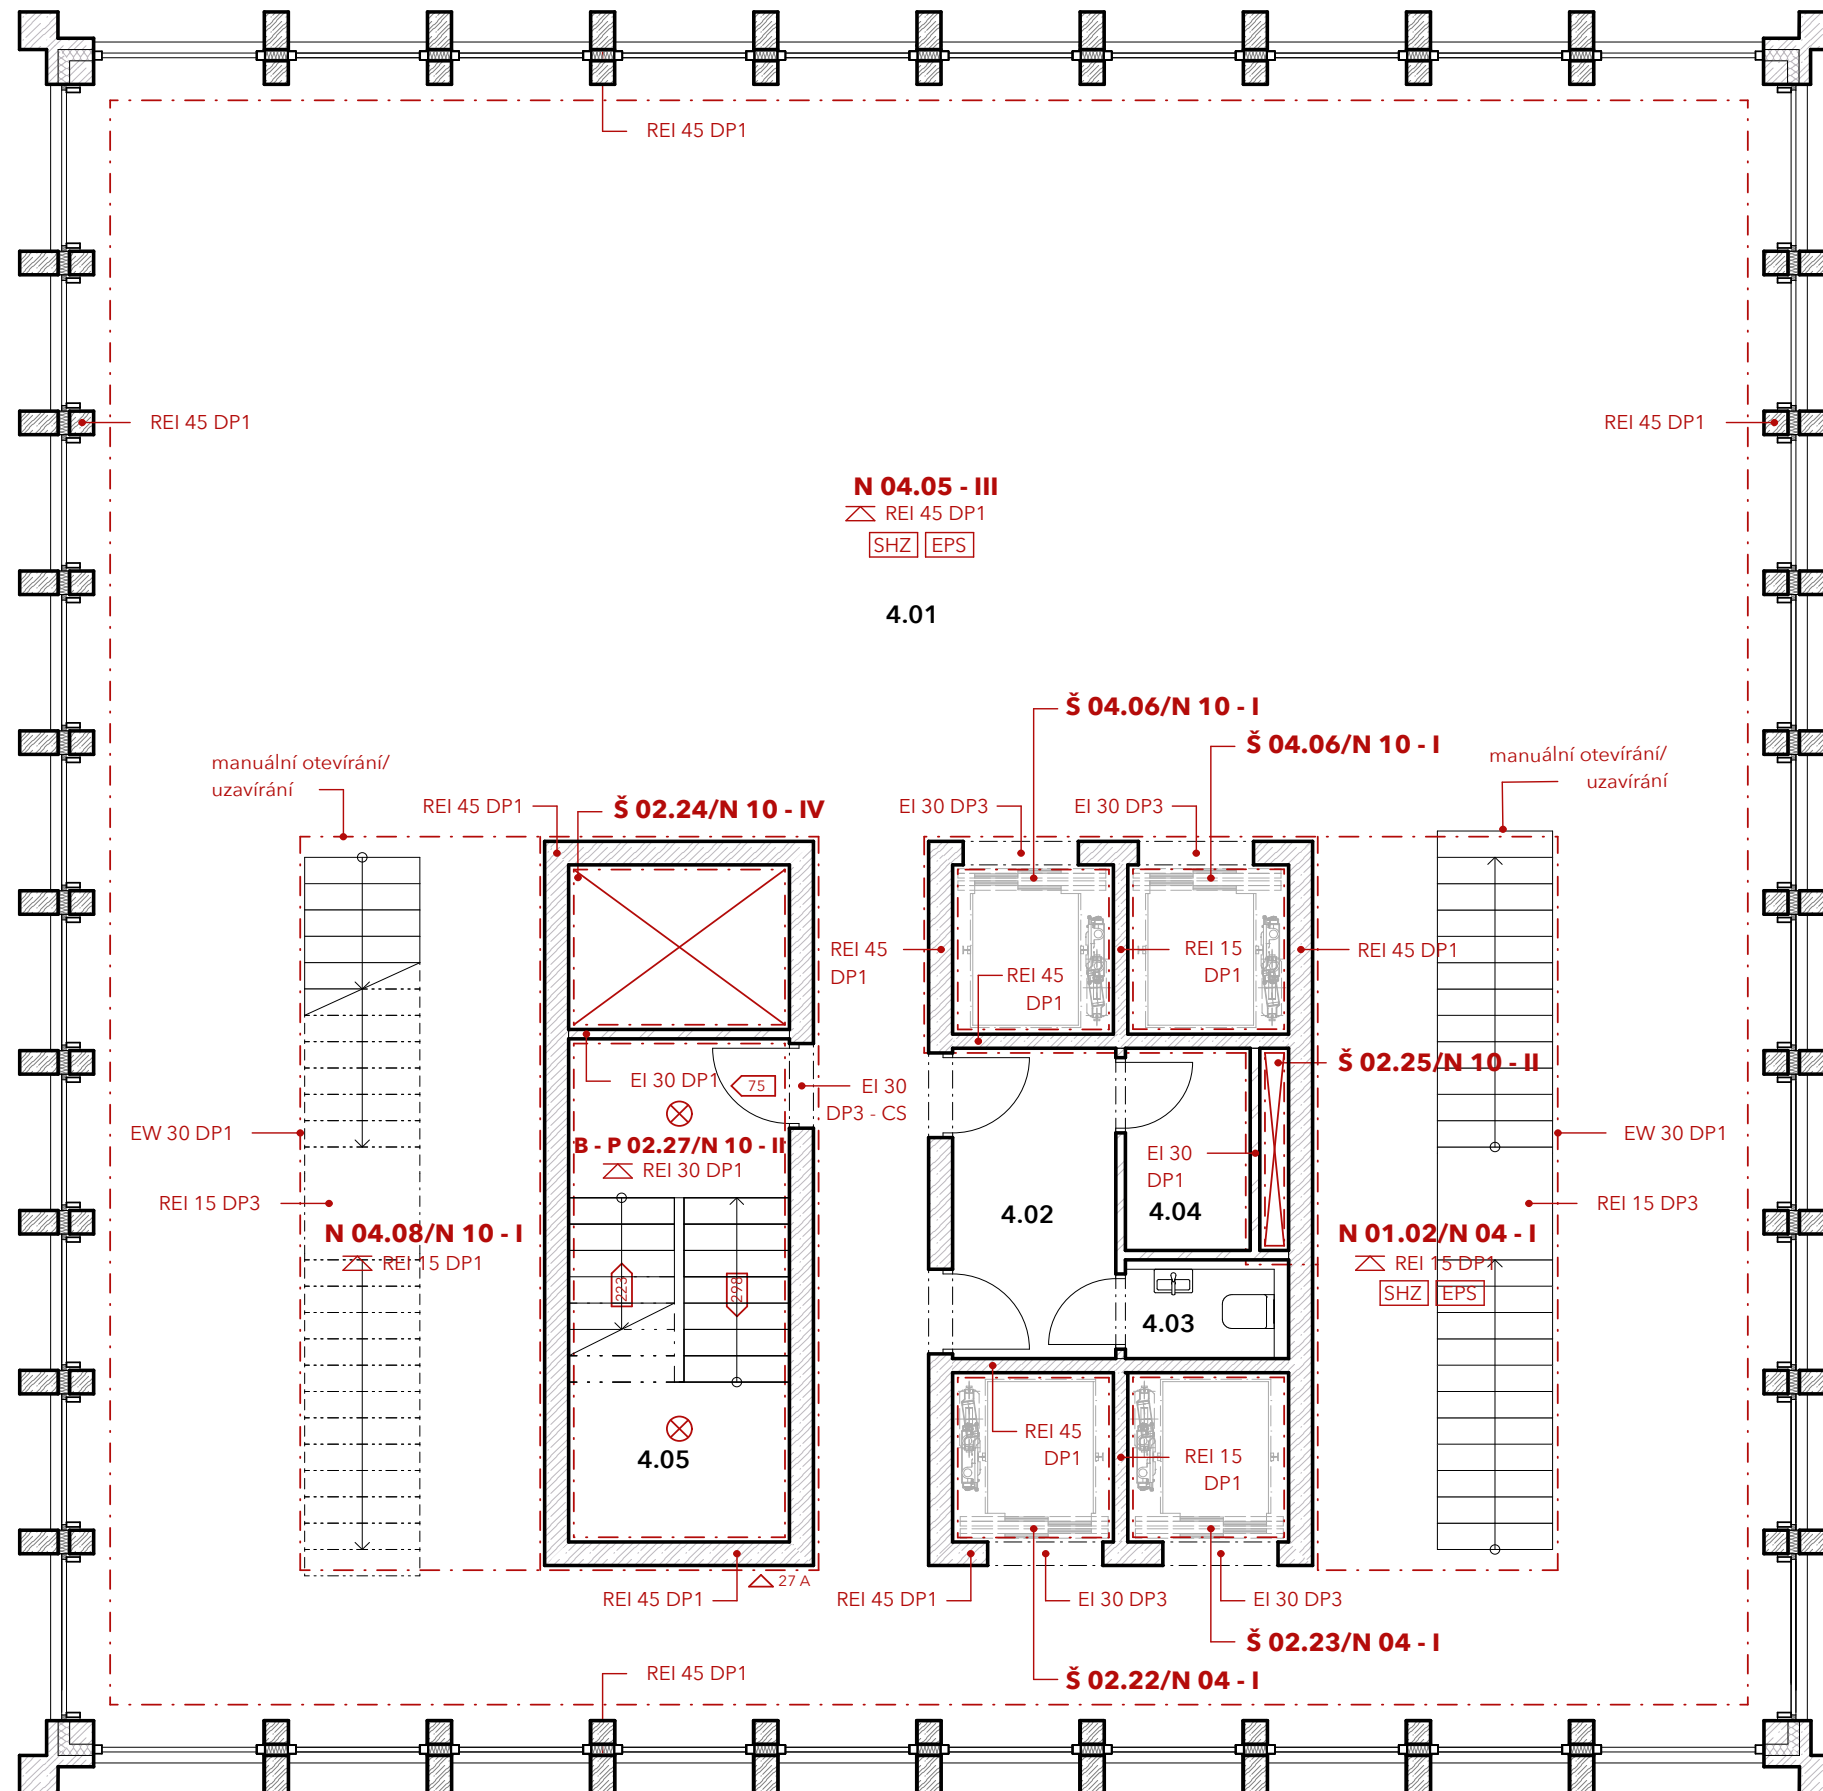 REI 45 DP1
REI 45 DP1
REI 45 DP1
N 04.05 - III
REI 45 DP1
SHZ EPS
4.01
Š 04.06/N 10 - I
Š 04.06/N 10 - I
manuální otevírání/
uzavírání
manuální otevírání/
uzavírání
REI 45 DP1
Š 02.24/N 10 - IV
EI 30 DP3
EI 30 DP3
REI 45
DP1
REI 45
DP1
REI 15
DP1
REI 45 DP1
EI 30 DP1
75
EI 30
DP3 - CS
Š 02.25/N 10 - II
EW 30 DP1
B - P 02.27/N 10 - II
REI 30 DP1
EI 30
DP1
EW 30 DP1
REI 15 DP3
4.02
4.04
REI 15 DP3
N 04.08/N 10 - I
REI 15 DP1
N 01.02/N 04 - I
REI 15 DP1
SHZ EPS
223
298
4.03
4.05
REI 45
DP1
REI 15
DP1
27 A
REI 45 DP1
REI 45 DP1
EI 30 DP3
EI 30 DP3
Š 02.23/N 04 - I
REI 45 DP1
Š 02.22/N 04 - I